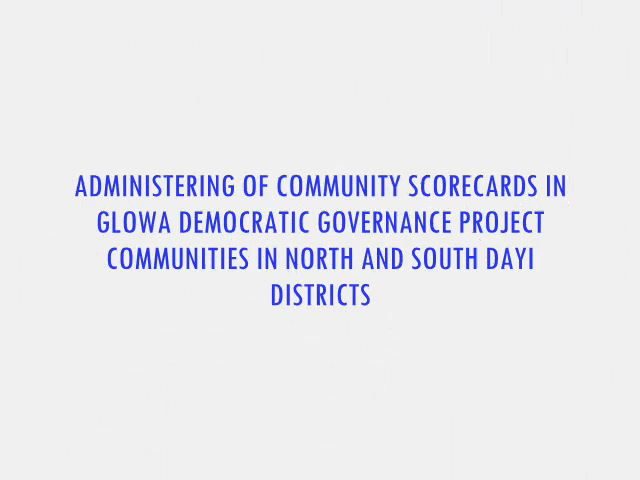 ADMINISTERING OF COMMUNITY SCORECARDS IN
GLOWA DEMOCRATIC GOVERNANCE PROJECT
COMMUNITIES IN NORTH AND SOUTH DAYI
DISTRICTS